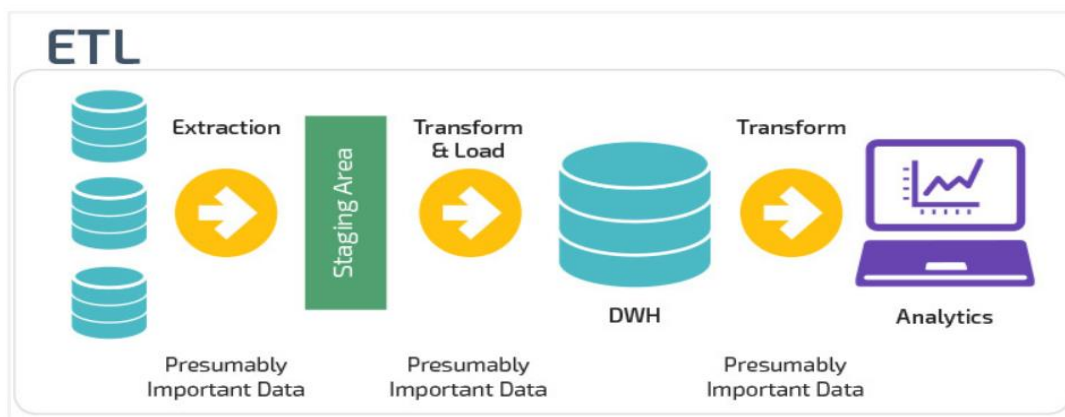 ETL
Extraction
Staging Area
Transform
& Load
DWH
Transform
Analytics
Presumably
Important Data
Presumably
Important Data
Presumably
Important Data